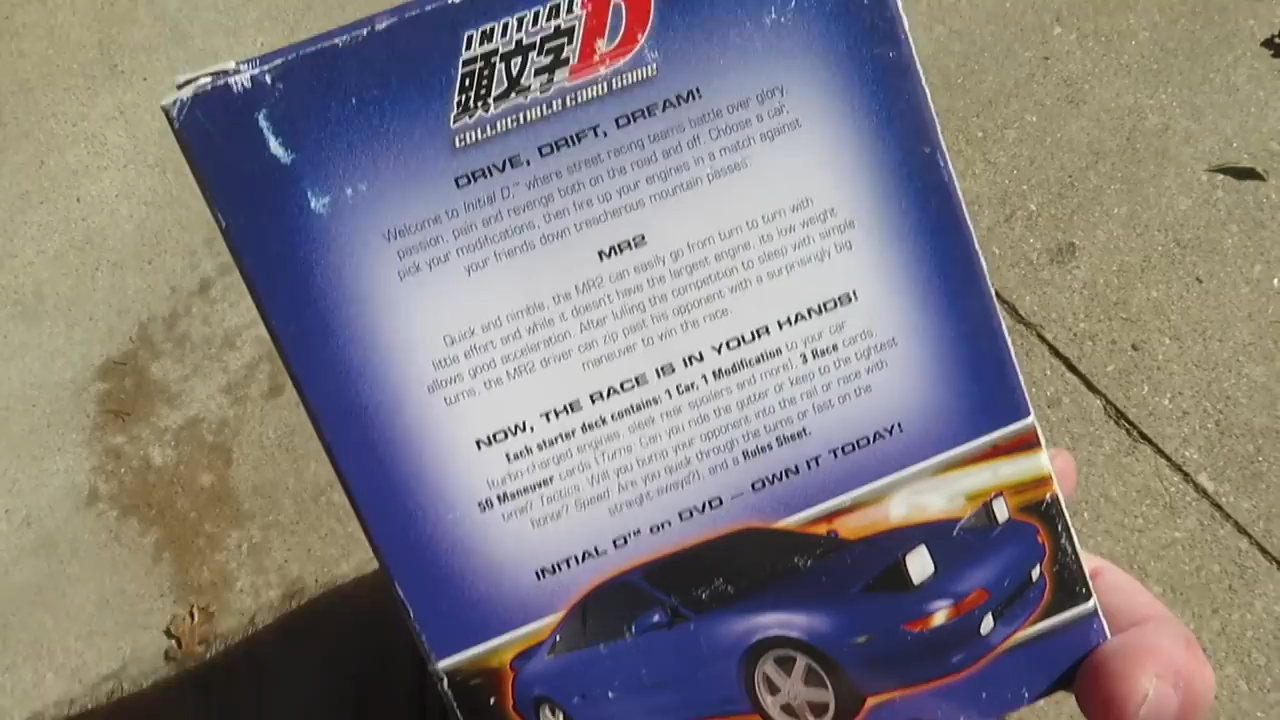 INITIAL D
頭文字
COLLECTIBLE CARD GAME
DRIVE, DRIFT, DREAM!
Welcome to Initial D,™ where street racing teams battle over glory,
passion, pain and revenge both on the road and off. Choose a car,
pick your modifications, then fire up your engines in a match against
your friends down treacherous mountain passes.
MR2
Quick and nimble, the MR2 can easily go from turn to turn with
little effort and while it doesn't have the largest engine, its low weight
allows good acceleration. After lulling the competition to sleep with simple
turns, the MR2 driver can zip past his opponent with a surprisingly big
maneuver to win the race.
NOW, THE RACE IS IN YOUR HANDS!
Each starter deck contains: 1 Car, 1 Modification to your car
(turbo-charged engines, sleek rear spoilers and more), 3 Race cards,
50 Maneuver cards (Turns: Can you ride the gutter or keep to the tightest
time? Tactics: Will you bump your opponent into the rail or race with
honor? Speed: Are you quick through the turns or fast on the
straight aways?), and a Rules Sheet.
INITIAL D™ on DVD – OWN IT TODAY!